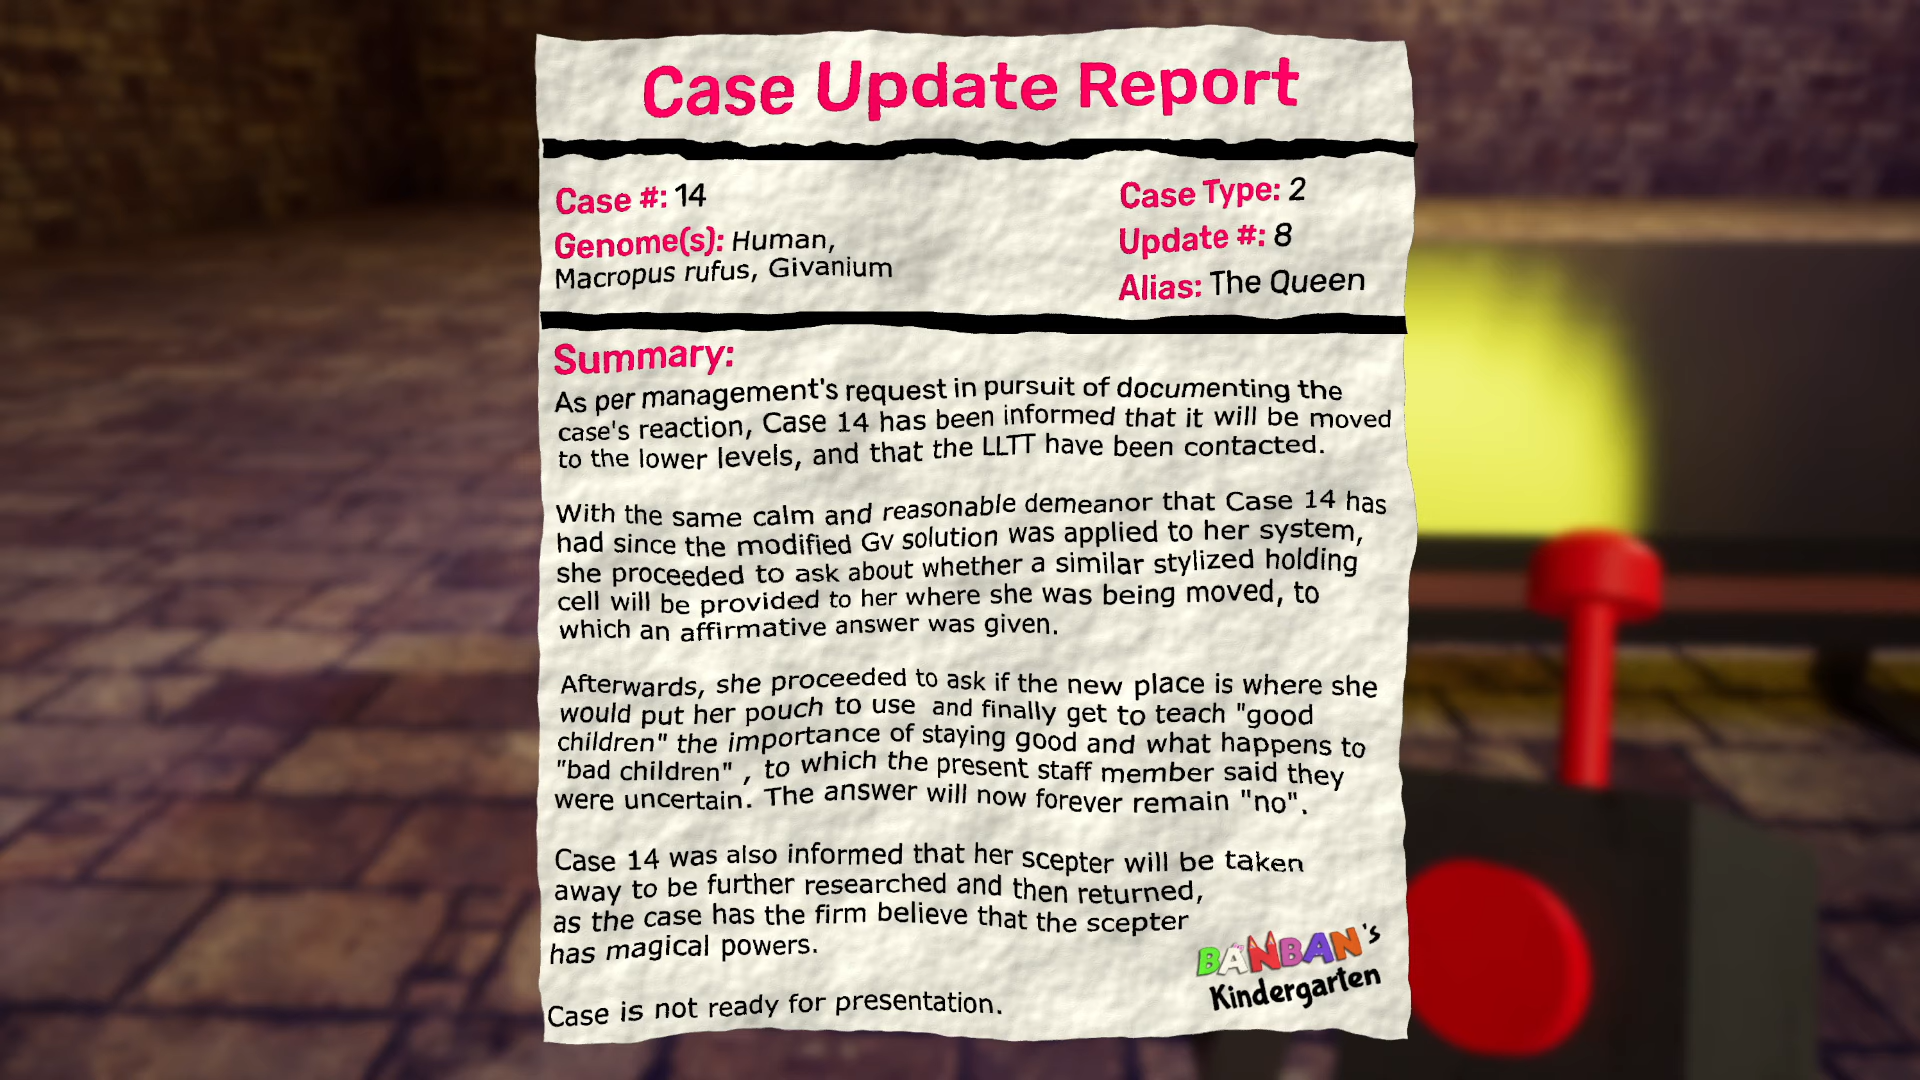 Case Update Report
Case #: 14
Genome(s): Human,
Macropus rufus, Givanium
Case Type: 2
Update #: 8
Alias: The Queen
Summary:
As per management's request in pursuit of documenting the
case's reaction, Case 14 has been informed that it will be moved
to the lower levels, and that the LLTT have been contacted.
With the same calm and reasonable demeanor that Case 14 has
had since the modified Gv solution was applied to her system,
she proceeded to ask about whether a similar stylized holding
cell will be provided to her where she was being moved, to
which an affirmative answer was given.
Afterwards, she proceeded to ask if the new place is where she
would put her pouch to use and finally get to teach "good
children" the importance of staying good and what happens to
"bad children" , to which the present staff member said they
were uncertain. The answer will now forever remain "no".
Case 14 was also informed that her scepter will be taken
away to be further researched and then returned,
as the case has the firm believe that the scepter
has magical powers.
Case is not ready for presentation.
BANBAN's
Kindergarten